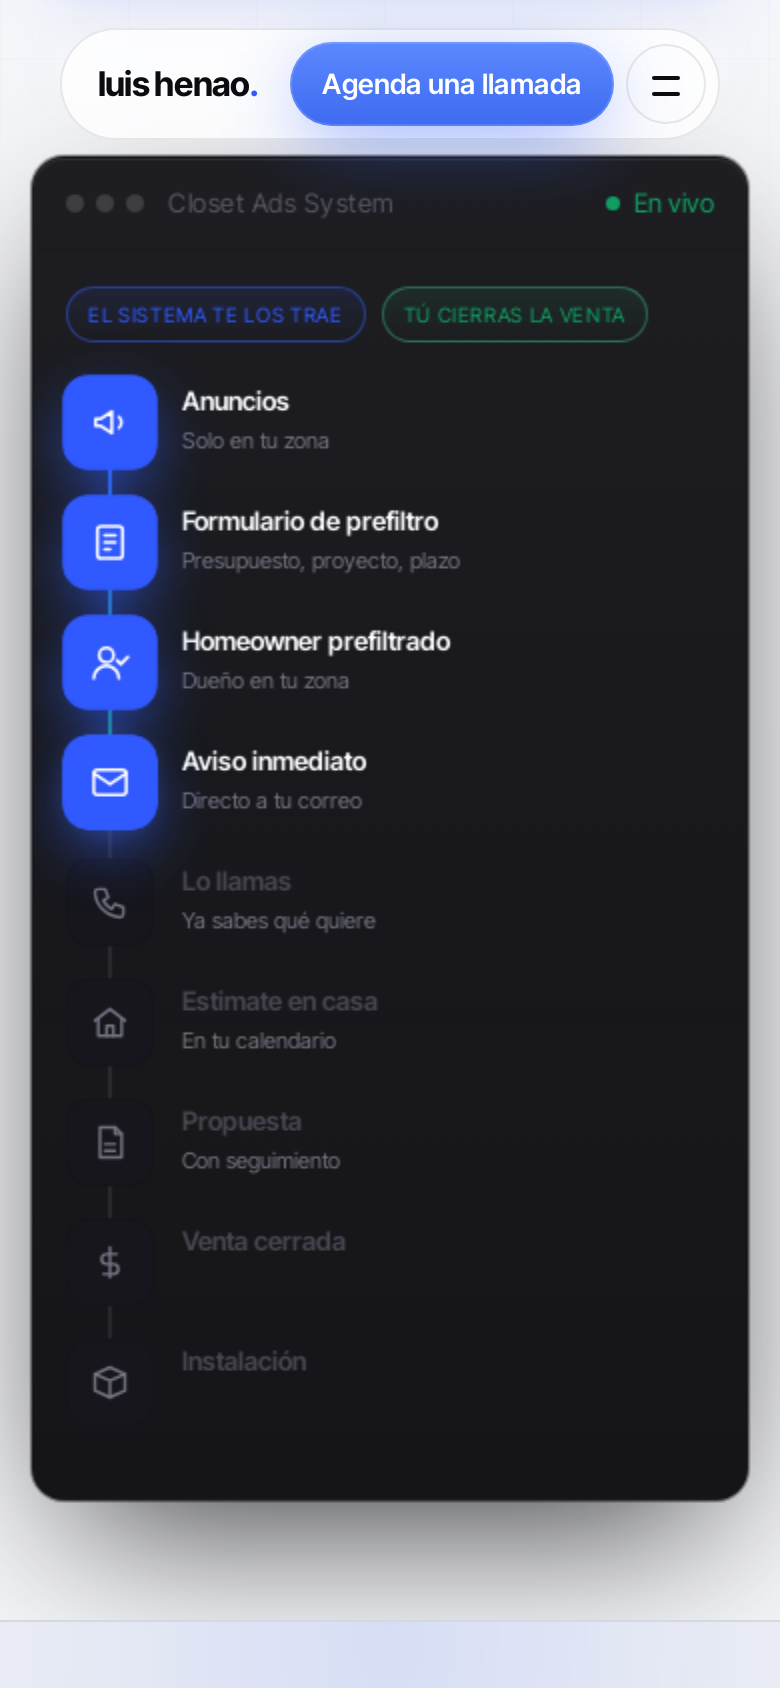 luis henao.
Agenda una llamada
Closet Ads System
En vivo
EL SISTEMA TE LOS TRAE
TÚ CIERRAS LA VENTA
Anuncios
Solo en tu zona
Formulario de prefiltro
Presupuesto, proyecto, plazo
Homeowner prefiltrado
Dueño en tu zona
Aviso inmediato
Directo a tu correo
Lo llamas
Ya sabes qué quiere
Estimate en casa
En tu calendario
Propuesta
Con seguimiento
Venta cerrada
Instalación